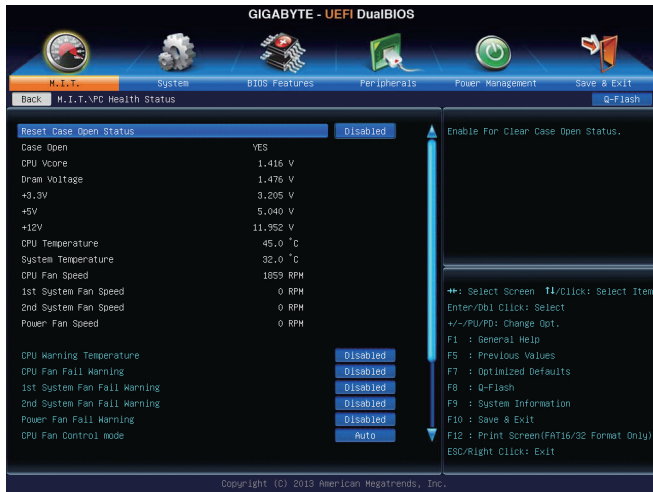 GIGABYTE - UEFI DualBIOS
M.I.T. System BIOS Features Peripherals Power Management Save & Exit
Back M.I.T.\PC Health Status Q-Flash
Reset Case Open Status Disabled
Case Open YES
CPU Vcore 1.416 V
Dram Voltage 1.476 V
+3.3V 3.205 V
+5V 5.040 V
+12V 11.952 V
CPU Temperature 45.0 °C
System Temperature 32.0 °C
CPU Fan Speed 1859 RPM
1st System Fan Speed 0 RPM
2nd System Fan Speed 0 RPM
Power Fan Speed 0 RPM
CPU Warning Temperature Disabled
CPU Fan Fail Warning Disabled
1st System Fan Fail Warning Disabled
2nd System Fan Fail Warning Disabled
Power Fan Fail Warning Disabled
CPU Fan Control mode Auto
Enable For Clear Case Open Status.
→←: Select Screen ↑↓/Click: Select Item
Enter/Dbl Click: Select
+/-/PU/PD: Change Opt.
F1 : General Help
F5 : Previous Values
F7 : Optimized Defaults
F8 : Q-Flash
F9 : System Information
F10 : Save & Exit
F12 : Print Screen(FAT16/32 Format Only)
ESC/Right Click: Exit
Copyright (C) 2013 American Megatrends, Inc.